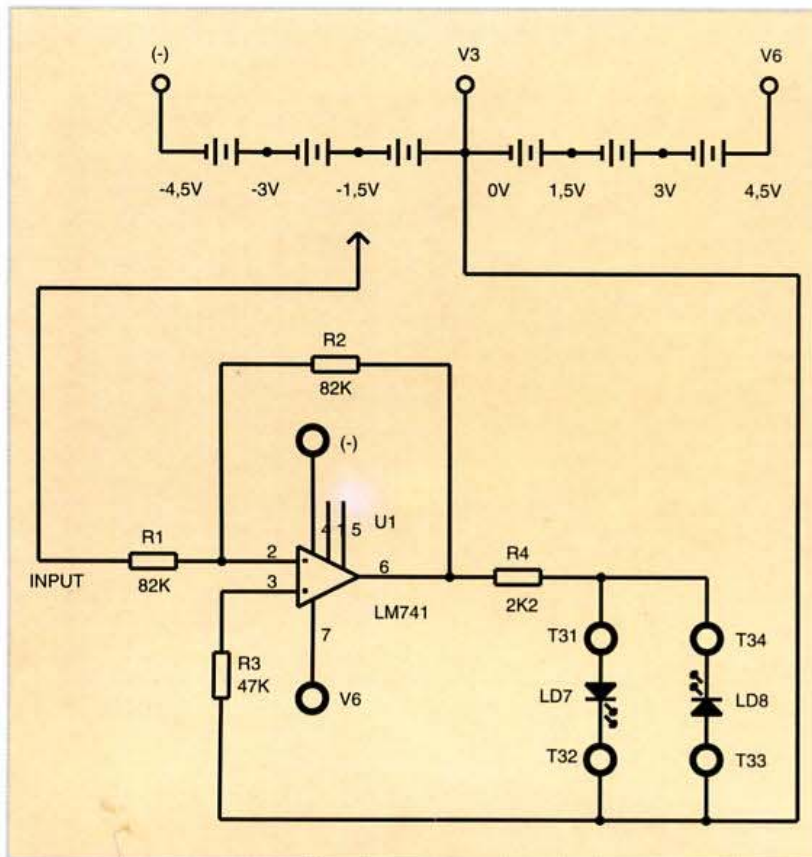 (-) V3 V6
-4,5V -3V -1,5V 0V 1,5V 3V 4,5V
R2
82K
(-)
4 1 5 U1
R1 2 6 R4
INPUT 82K 3 LM741 2K2
7 T31 T34
R3
47K V6 LD7 LD8
T32 T33